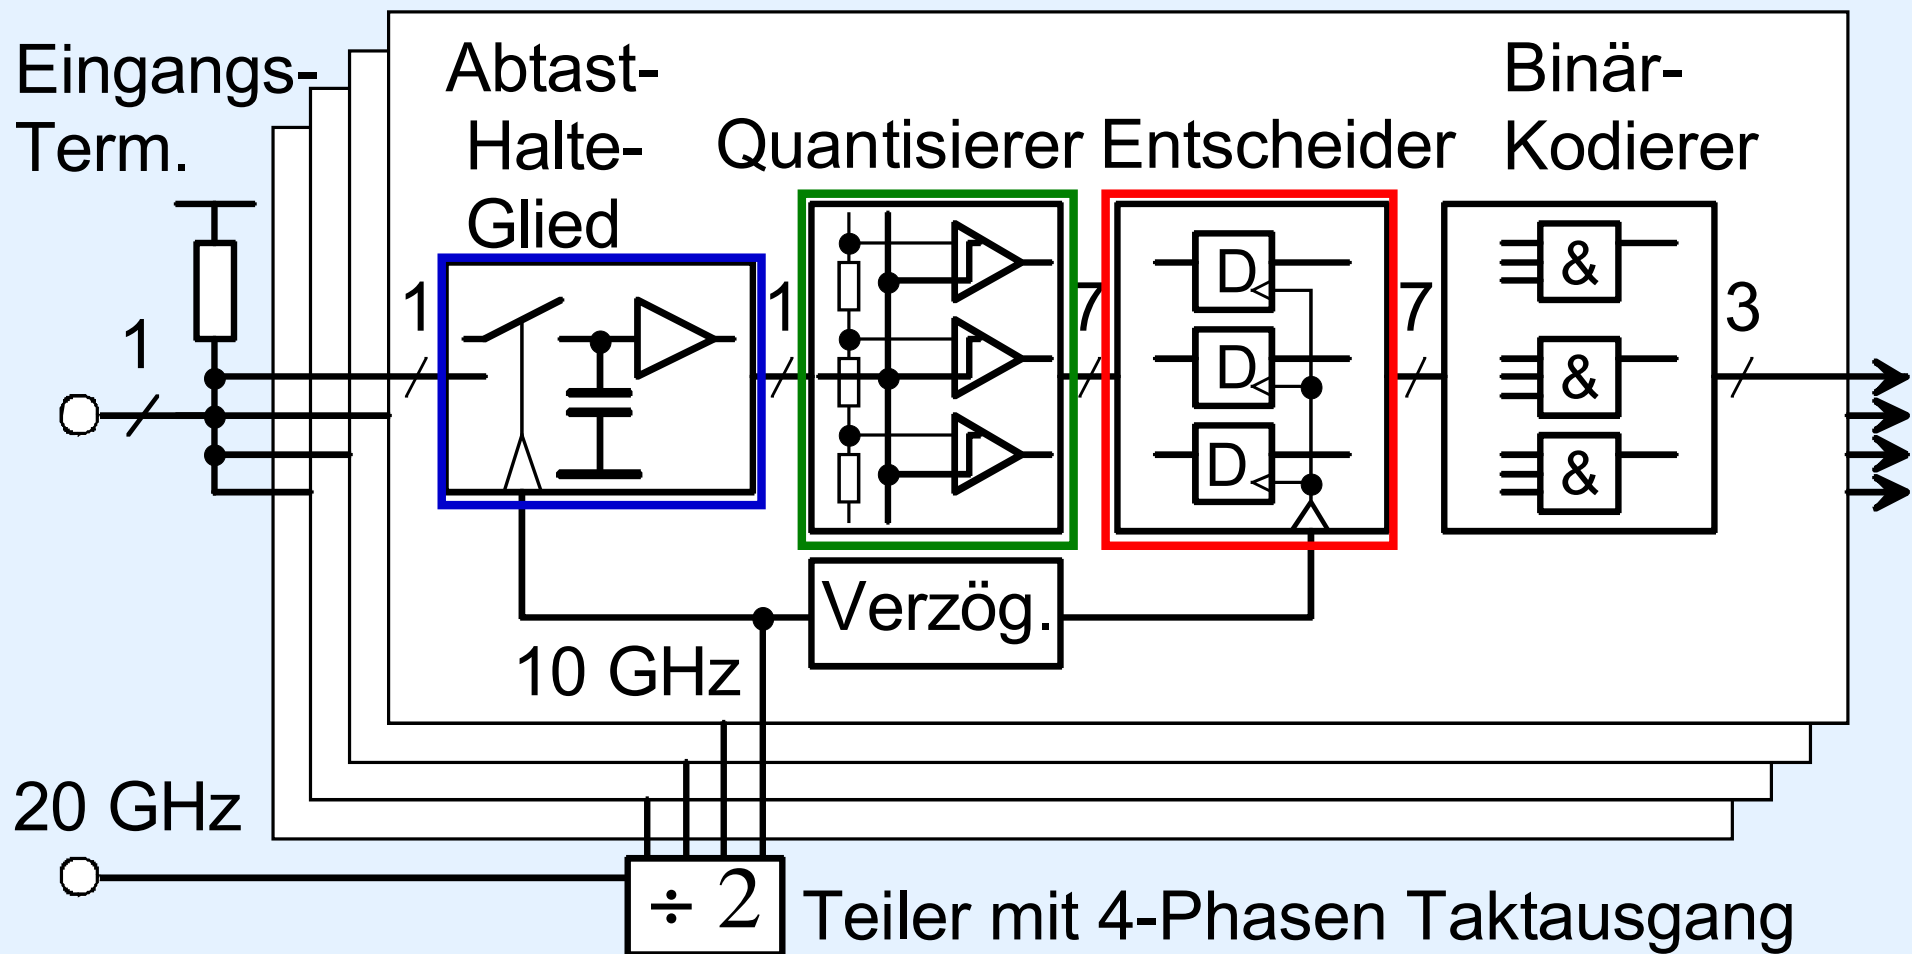 Eingangs-
Term.
Abtast-
Halte-
Glied
Quantisierer
Entscheider
Binär-
Kodierer
1
1
1
7
7
3
D
D
D
&
&
&
Verzög.
10 GHz
20 GHz
÷ 2
Teiler mit 4-Phasen Taktausgang